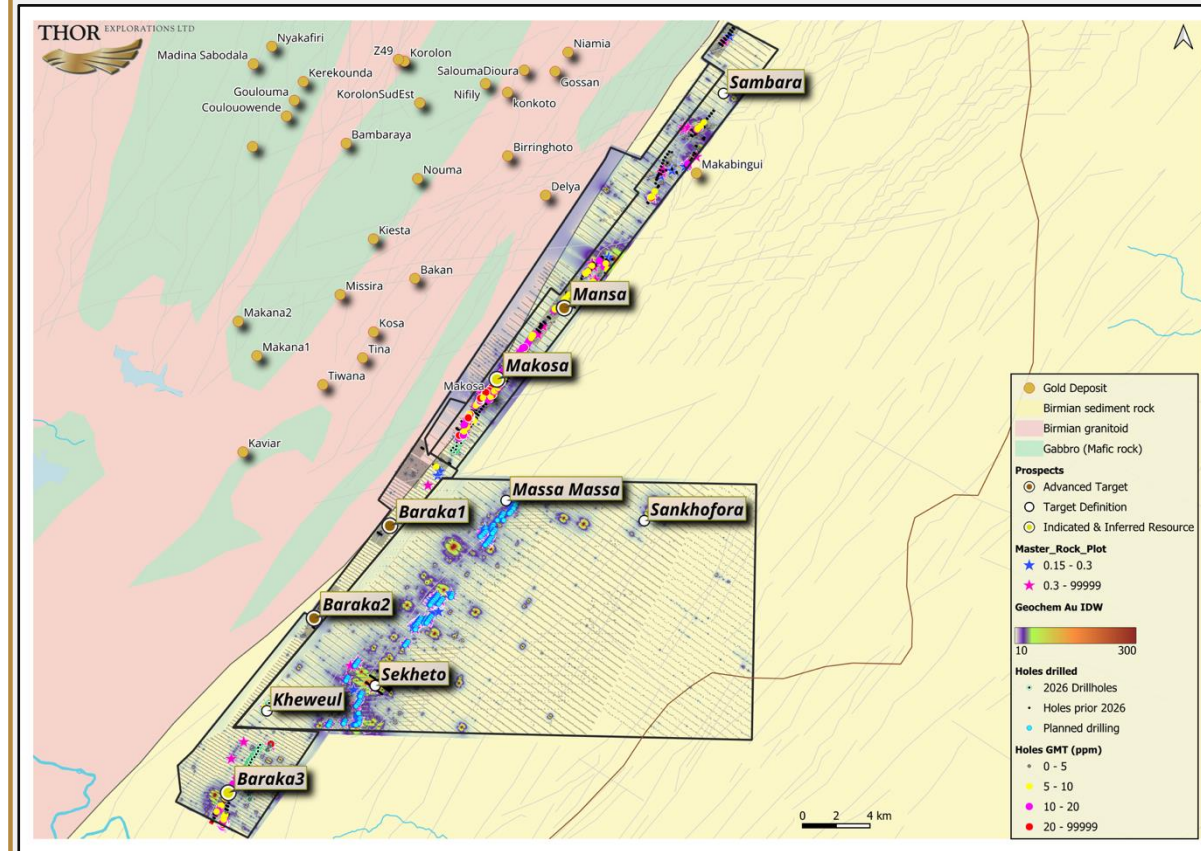 THOR EXPLORATIONS LTD
Nyakafiri
Madina Sabodala
Z49
Korolon
Niamia
Kerekounda
SaloumaDioura
Gossan
Goulouma
KorolonSudEst
Nifily
konkoto
Coulouowende
Sambara
Bambaraya
Birringhoto
Makabingui
Nouma
Delya
Kiesta
Bakan
Missira
Mansa
Makana2
Kosa
Makana1
Tina
Makosa
Tiwana
Makosa
Kaviar
Massa Massa
Sankhofora
Baraka1
Baraka2
Sekheto
Kheweul
Baraka3
Gold Deposit
Birmian sediment rock
Birmian granitoid
Gabbro (Mafic rock)
Prospects
Advanced Target
Target Definition
Indicated & Inferred Resource
Master_Rock_Plot
0.15 - 0.3
0.3 - 99999
Geochem Au IDW
10 300
Holes drilled
2026 Drillholes
Holes prior 2026
Planned drilling
Holes GMT (ppm)
0 - 5
5 - 10
10 - 20
20 - 99999
0 2 4 km